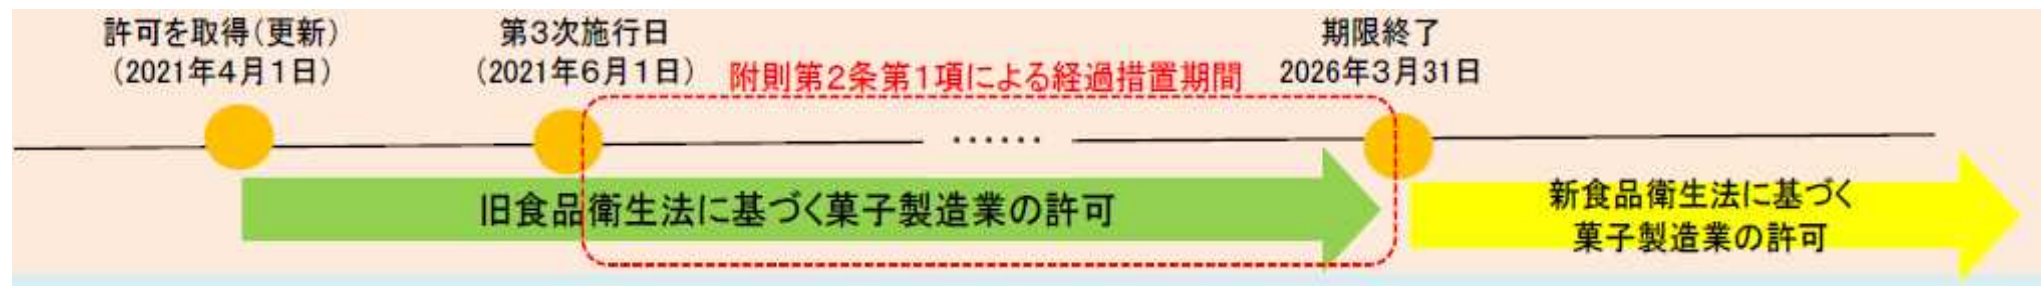 許可を取得(更新)
(2021年4月1日)
第3次施行日
(2021年6月1日)
附則第2条第1項による経過措置期間
期限終了
2026年3月31日
……
旧食品衛生法に基づく菓子製造業の許可
新食品衛生法に基づく
菓子製造業の許可